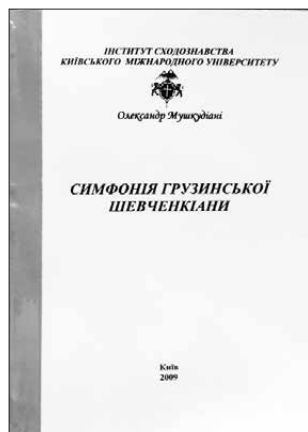 ІНСТИТУТ СХОДОЗНАВСТВА
КИЇВСЬКОГО МІЖНАРОДНОГО УНІВЕРСИТЕТУ
Олександр Мушкудіані
СИМФОНІЯ ГРУЗИНСЬКОЇ
ШЕВЧЕНКІАНИ
Київ
2009